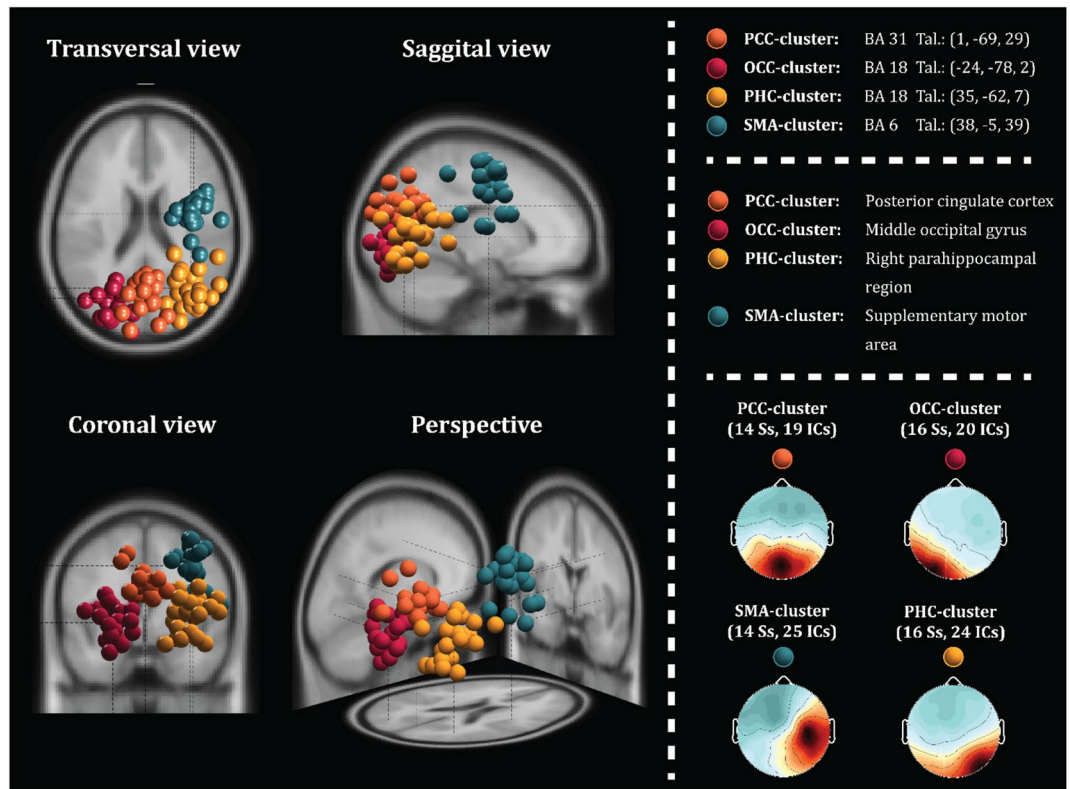 Transversal view
Saggital view
Coronal view
Perspective
PCC-cluster: BA 31 Tal.: (1, -69, 29)
OCC-cluster: BA 18 Tal.: (-24, -78, 2)
PHC-cluster: BA 18 Tal.: (35, -62, 7)
SMA-cluster: BA 6 Tal.: (38, -5, 39)
PCC-cluster: Posterior cingulate cortex
OCC-cluster: Middle occipital gyrus
PHC-cluster: Right parahippocampal
region
SMA-cluster: Supplementary motor
area
PCC-cluster
(14 Ss, 19 ICs)
OCC-cluster
(16 Ss, 20 ICs)
SMA-cluster
(14 Ss, 25 ICs)
PHC-cluster
(16 Ss, 24 ICs)